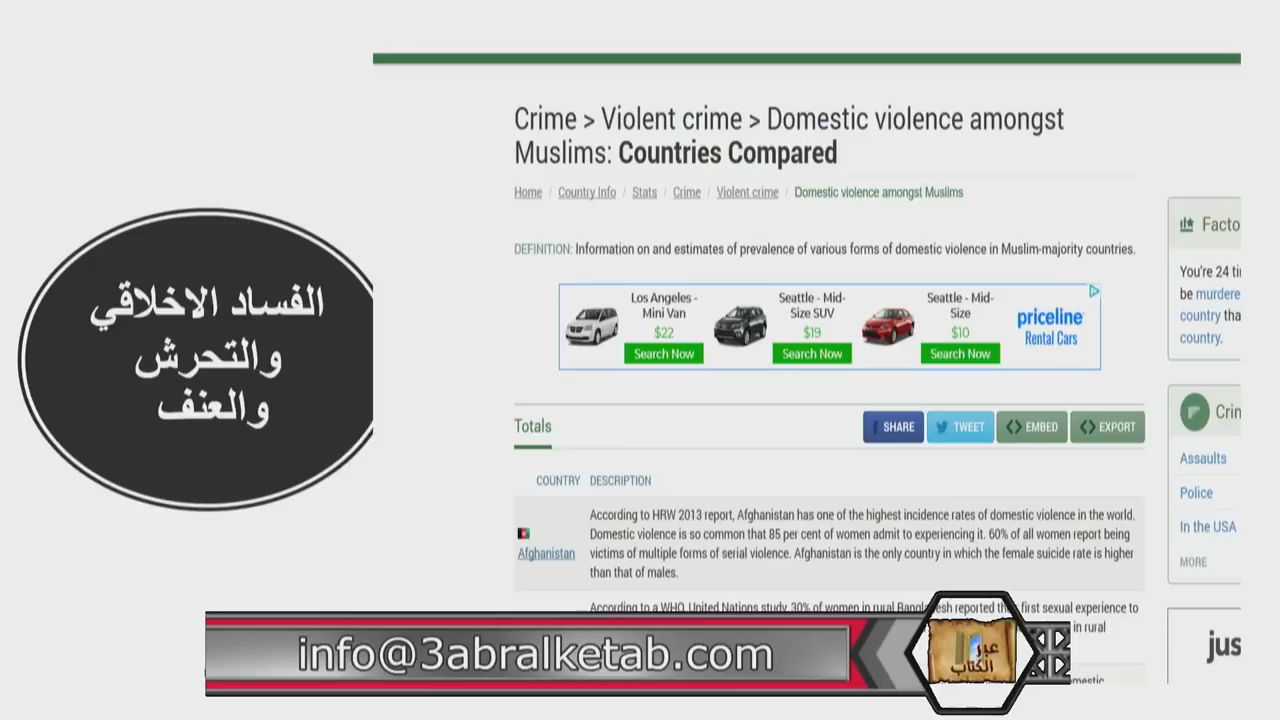 Crime > Violent crime > Domestic violence amongst
Muslims: Countries Compared
Home / Country Info / Stats / Crime / Violent crime / Domestic violence amongst Muslims
DEFINITION: Information on and estimates of prevalence of various forms of domestic violence in Muslim-majority countries.
Los Angeles -
Mini Van
$22
Search Now
Seattle - Mid-
Size SUV
$19
Search Now
Seattle - Mid-
Size
$10
Search Now
priceline
Rental Cars
الفساد الاخلاقي
والتحرش
والعنف
Totals
SHARE
TWEET
EMBED
EXPORT
COUNTRY DESCRIPTION
Afghanistan
According to HRW 2013 report, Afghanistan has one of the highest incidence rates of domestic violence in the world.
Domestic violence is so common that 85 per cent of women admit to experiencing it. 60% of all women report being
victims of multiple forms of serial violence. Afghanistan is the only country in which the female suicide rate is higher
than that of males.
According to a WHO, United Nations study, 30% of women in rural first sexual experience to
in rural
Facto
You're 24 ti
be murdere
country tha
country.
Crin
Assaults
Police
In the USA
MORE
jus
info@3abralketab.com
عبر
الكتاب